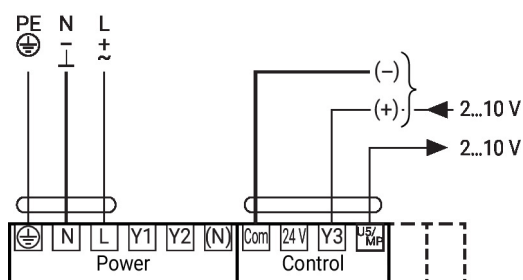 PE N L
− +
⊥ ~
(−)
(+) 2...10 V
2...10 V
N L Y1 Y2 (N) Com 24 V Y3 U5/MP
Power Control